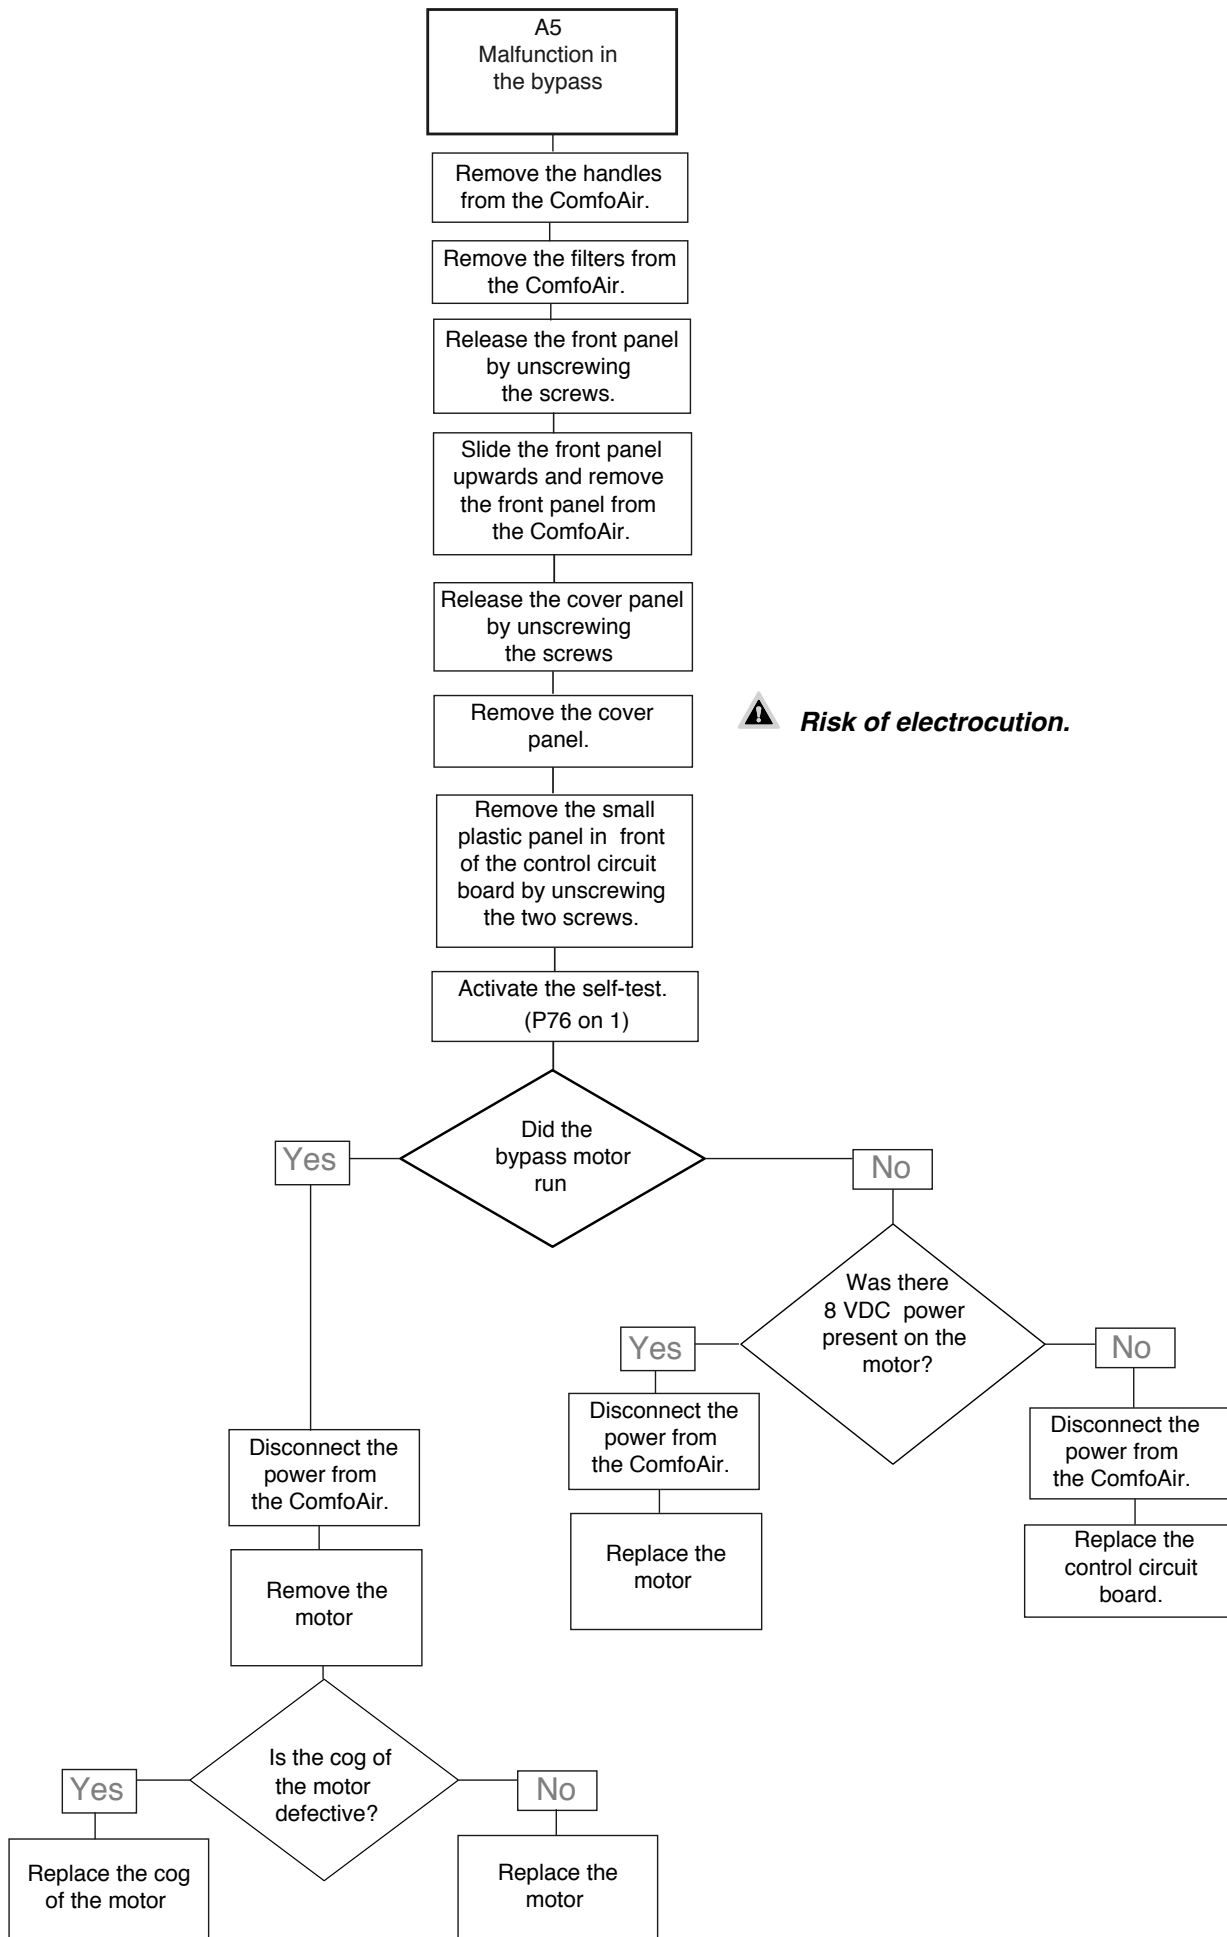 A5
Malfunction in
the bypass
Remove the handles
from the ComfoAir.
Remove the filters from
the ComfoAir.
Release the front panel
by unscrewing
the screws.
Slide the front panel
upwards and remove
the front panel from
the ComfoAir.
Release the cover panel
by unscrewing
the screws
Remove the cover
panel.
Risk of electrocution.
Remove the small
plastic panel in front
of the control circuit
board by unscrewing
the two screws.
Activate the self-test.
(P76 on 1)
Did the
bypass motor
run
Yes
No
Was there
8 VDC power
present on the
motor?
Yes
No
Disconnect the
power from
the ComfoAir.
Replace the
motor
Disconnect the
power from
the ComfoAir.
Replace the
control circuit
board.
Disconnect the
power from
the ComfoAir.
Remove the
motor
Is the cog of
the motor
defective?
Yes
No
Replace the cog
of the motor
Replace the
motor